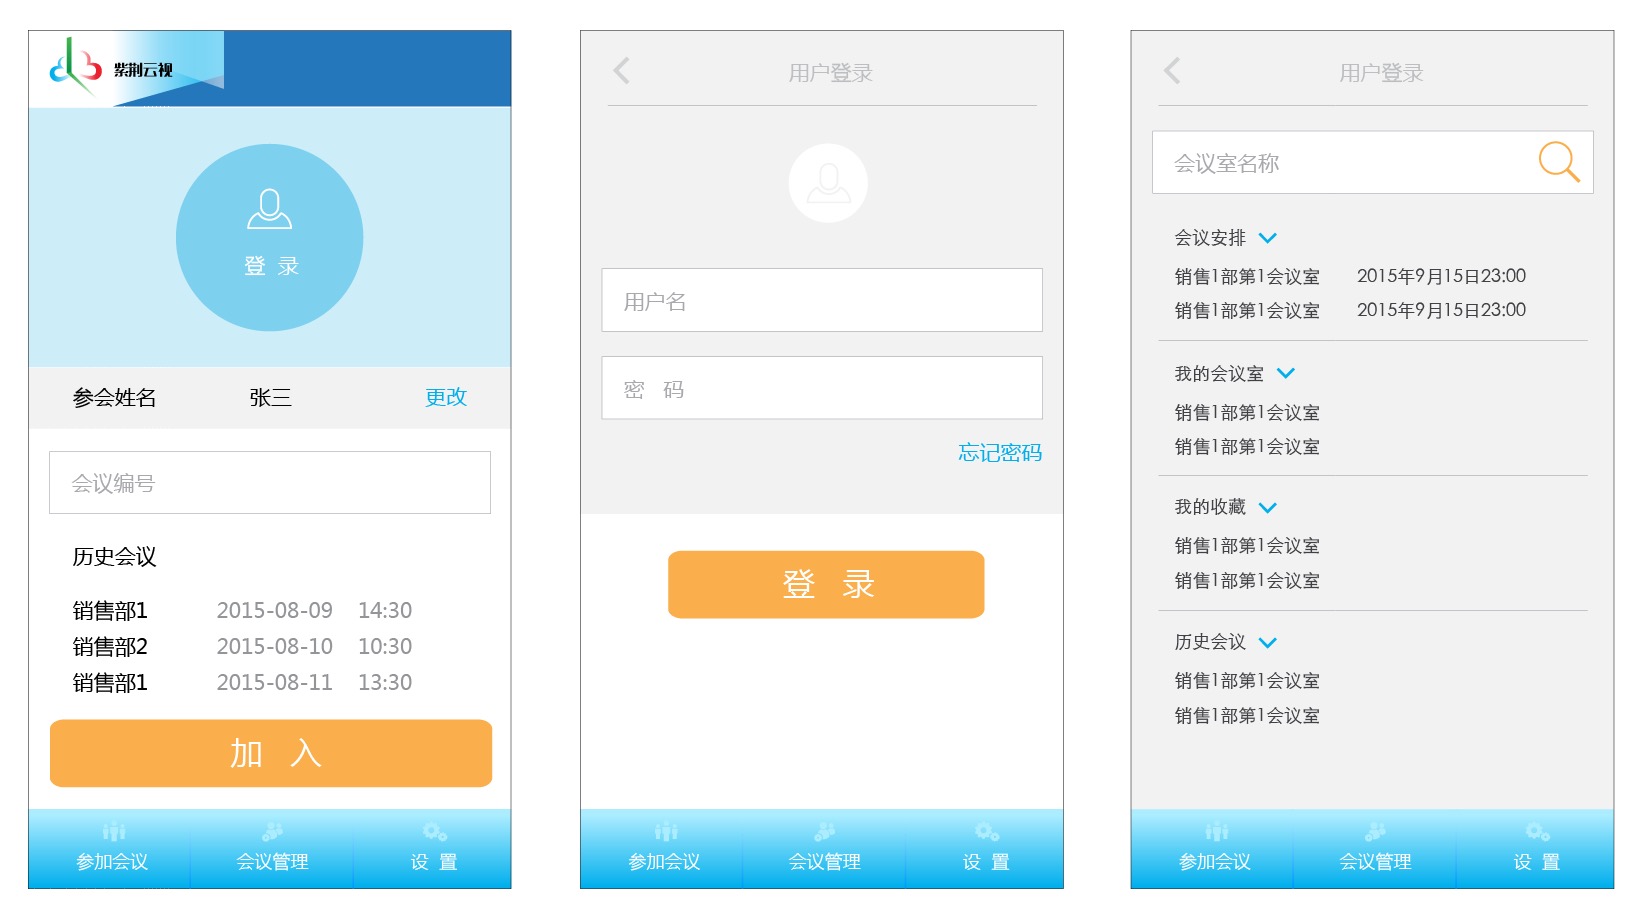 紫荆云视
登 录
参会姓名 张三 更改
会议编号
历史会议
销售部1 2015-08-09 14:30
销售部2 2015-08-10 10:30
销售部1 2015-08-11 13:30
加 入
参加会议 会议管理 设 置
用户登录
用户名
密 码
忘记密码
登 录
参加会议 会议管理 设 置
用户登录
会议室名称
会议安排
销售1部第1会议室 2015年9月15日23:00
销售1部第1会议室 2015年9月15日23:00
我的会议室
销售1部第1会议室
销售1部第1会议室
我的收藏
销售1部第1会议室
销售1部第1会议室
历史会议
销售1部第1会议室
销售1部第1会议室
参加会议 会议管理 设 置